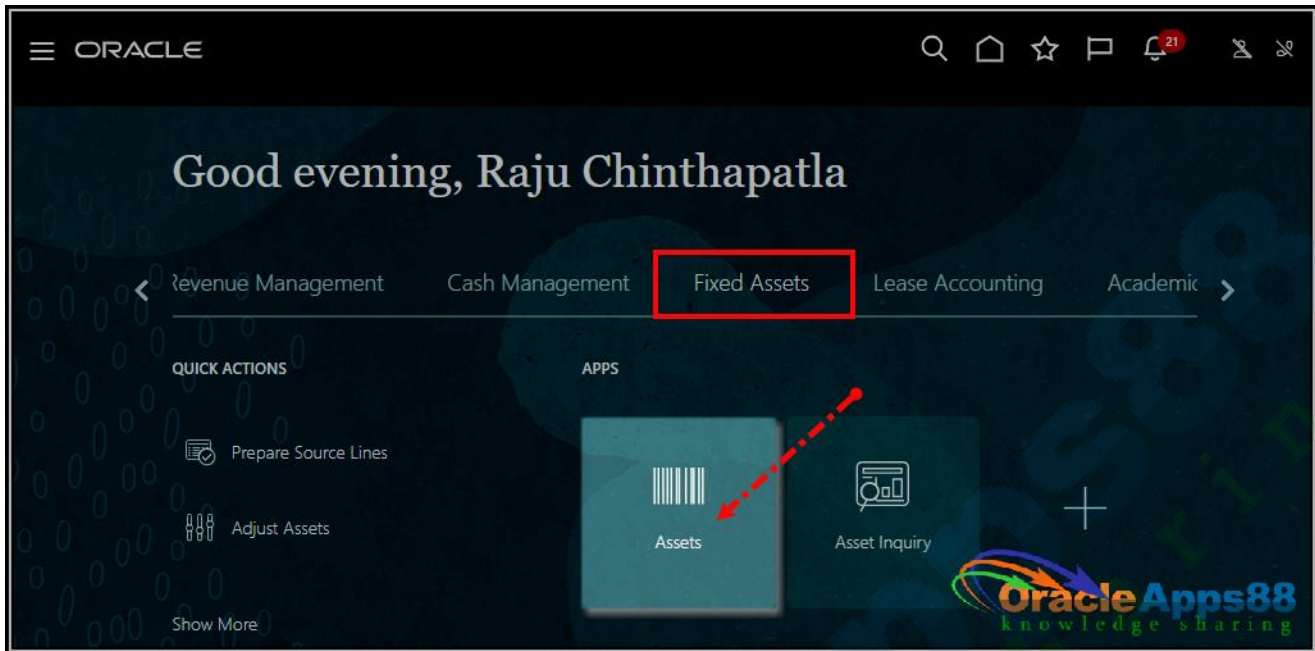 ORACLE
21
Good evening, Raju Chinthapatla
Revenue Management Cash Management Fixed Assets Lease Accounting Academic
QUICK ACTIONS
APPS
Prepare Source Lines
Adjust Assets
Assets
Asset Inquiry
Show More
OracleApps88
knowledge sharing